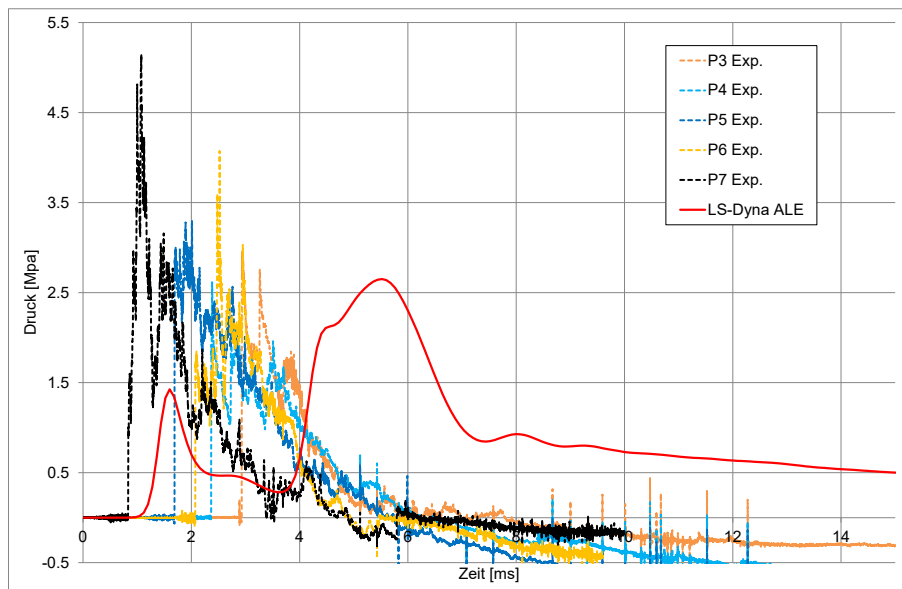 5.5
4.5
3.5
2.5
1.5
0.5
-0.5
Druck [Mpa]
0
2
4
6
8
10
12
14
Zeit [ms]
P3 Exp.
P4 Exp.
P5 Exp.
P6 Exp.
P7 Exp.
LS-Dyna ALE